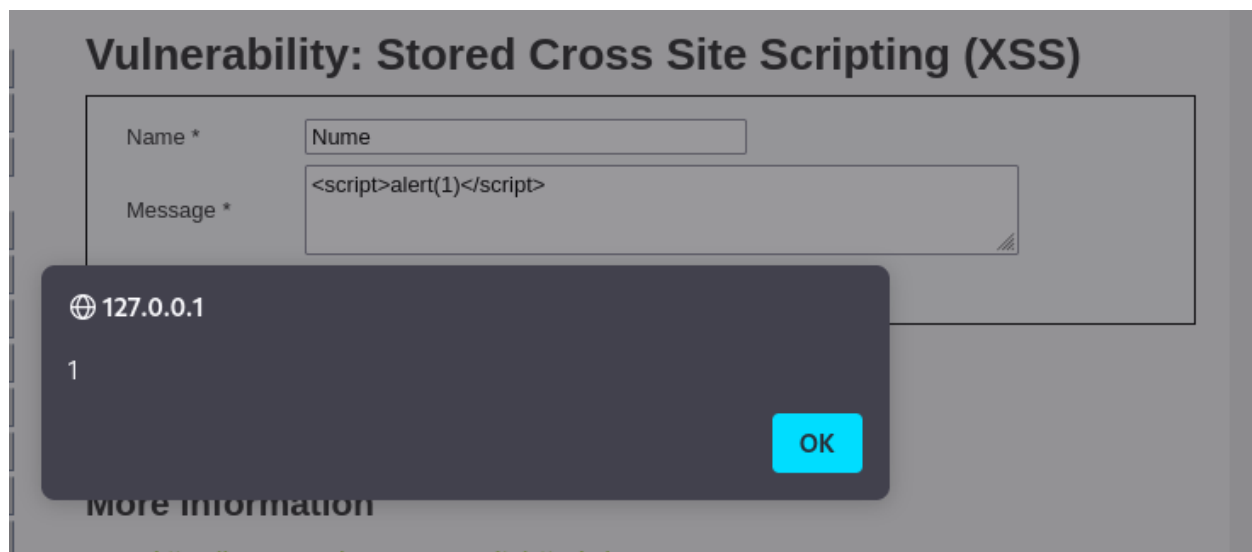 Vulnerability: Stored Cross Site Scripting (XSS)
Name *
Nume
Message *
<script>alert(1)</script>
127.0.0.1
1
OK
More Information